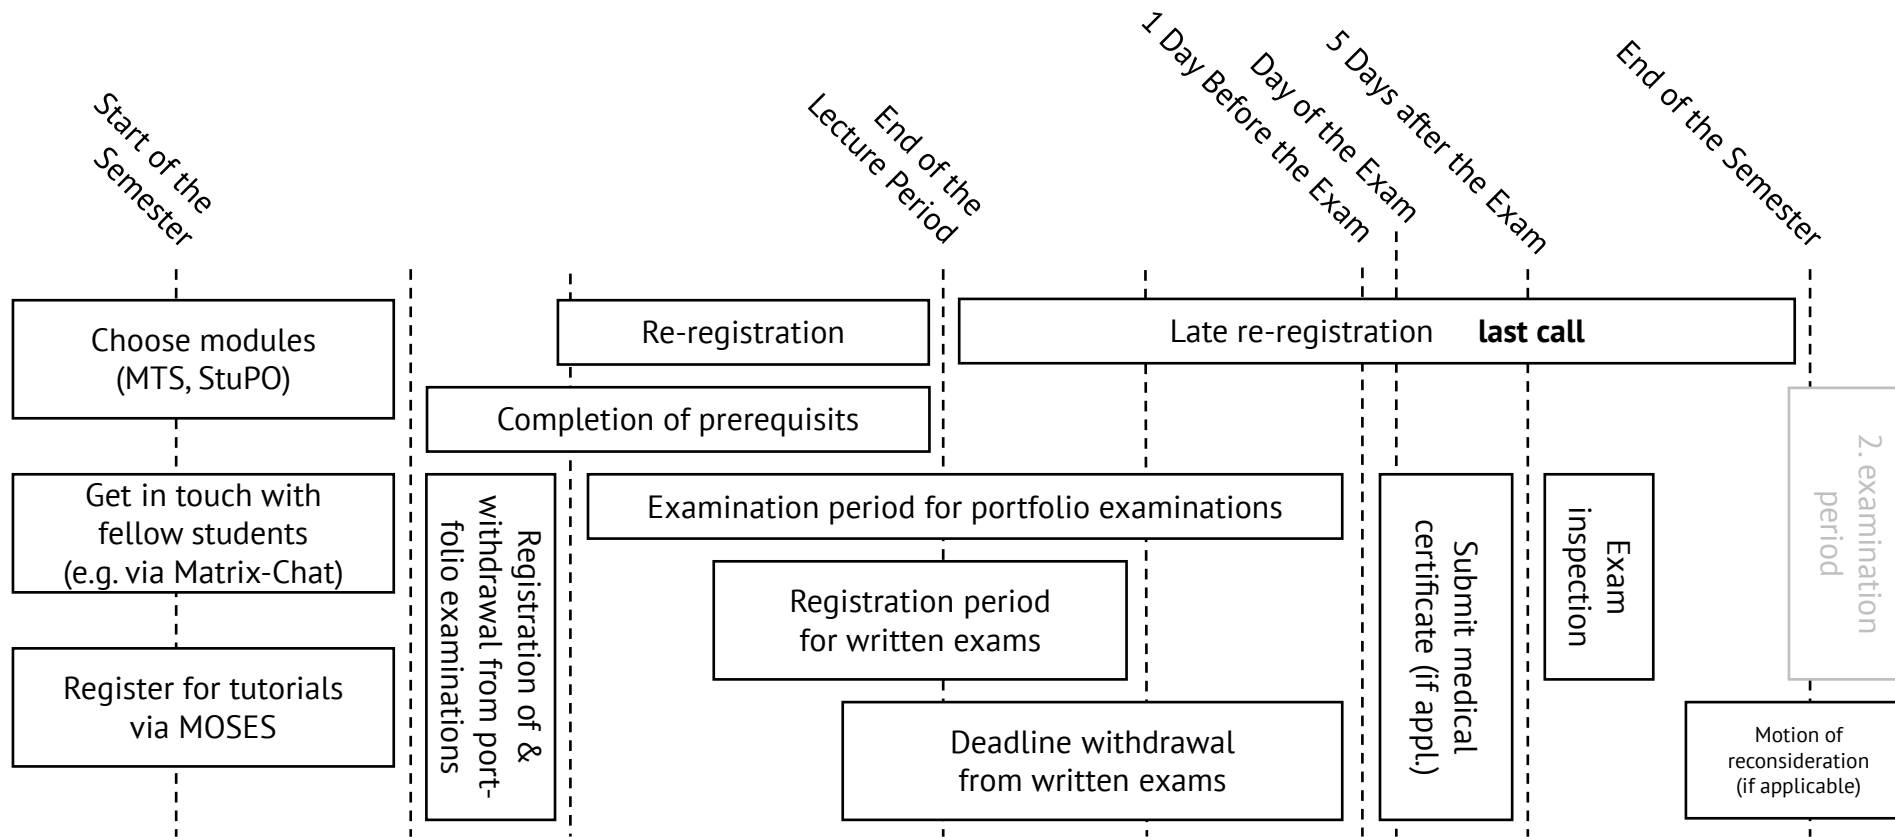 Start of the
Semester
End of the
Lecture Period
1 Day Before the Exam
Day of the Exam
5 Days after the Exam
End of the Semester
Choose modules
(MTS, StuPO)
Re-registration
Late re-registration last call
Completion of prerequisits
Get in touch with
fellow students
(e.g. via Matrix-Chat)
Registration of &
withdrawal from port-
folio examinations
Examination period for portfolio examinations
Registration period
for written exams
Submit medical
certificate (if appl.)
Exam
inspection
2. examination
period
Register for tutorials
via MOSES
Deadline withdrawal
from written exams
Motion of
reconsideration
(if applicable)